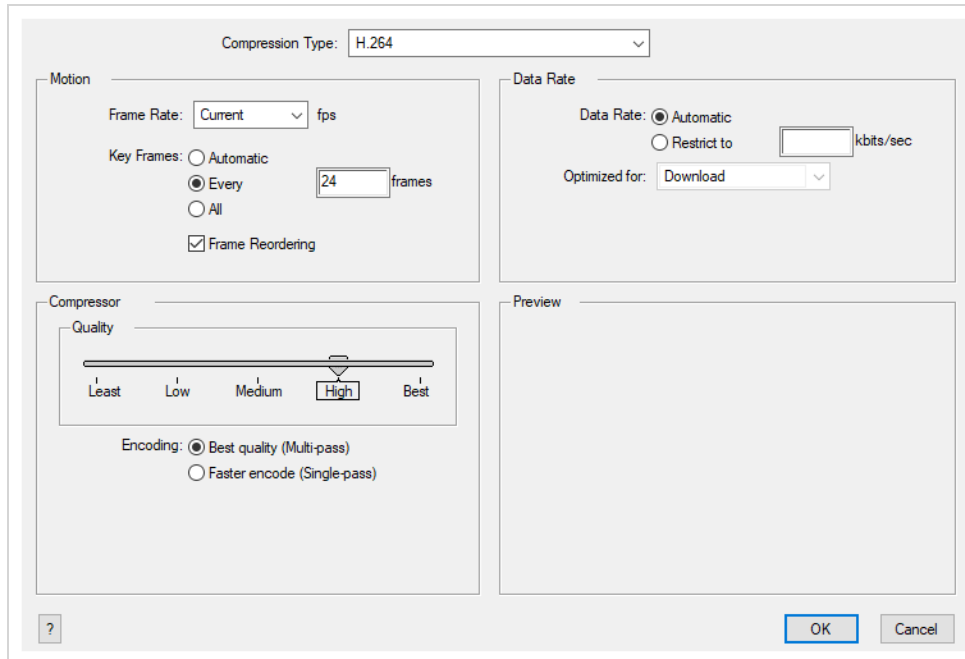 Compression Type: H.264
Motion
Frame Rate: Current fps
Key Frames: Automatic
Every 24 frames
All
Frame Reordering
Data Rate
Data Rate: Automatic
Restrict to kbits/sec
Optimized for: Download
Compressor
Quality
Least Low Medium High Best
Encoding: Best quality (Multi-pass)
Faster encode (Single-pass)
Preview
? OK Cancel